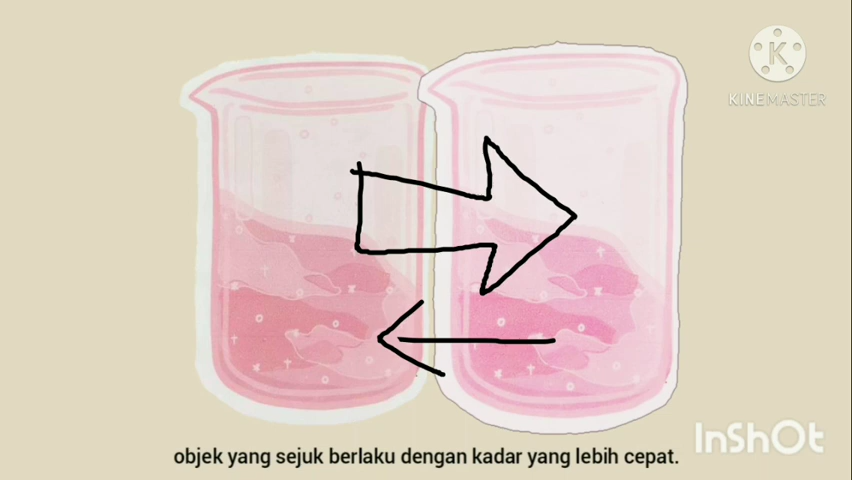 K
KINEMASTER
InShOt
objek yang sejuk berlaku dengan kadar yang lebih cepat.